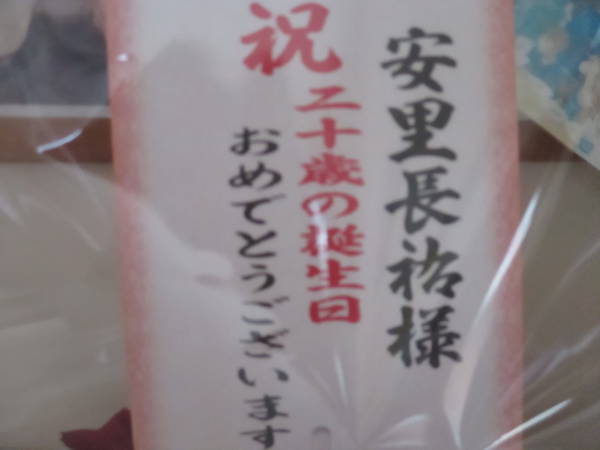 安里長祐様
祝
二十歳の誕生日
おめでとうございます